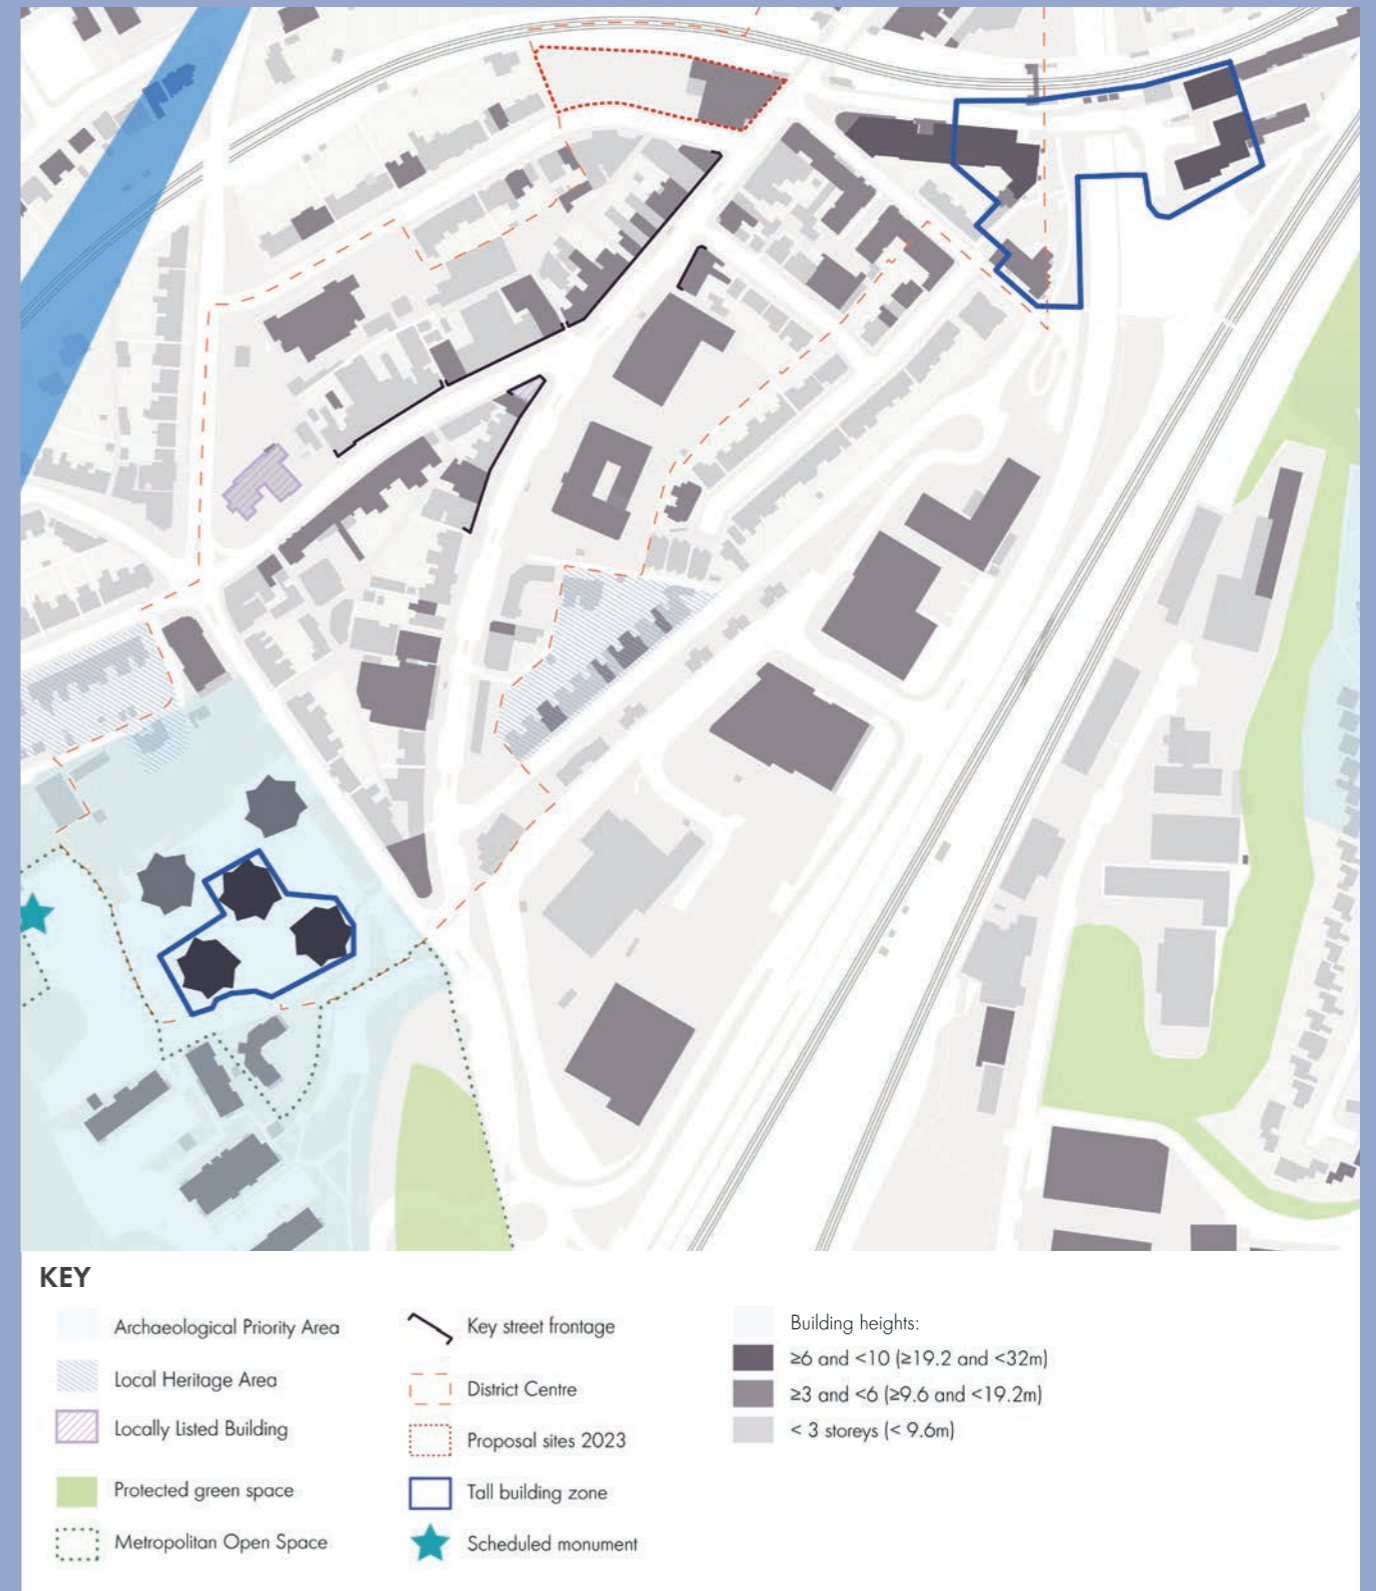 KEY
Archaeological Priority Area
Local Heritage Area
Locally Listed Building
Protected green space
Metropolitan Open Space
Key street frontage
District Centre
Proposal sites 2023
Tall building zone
Scheduled monument
Building heights:
≥6 and <10 (≥19.2 and <32m)
≥3 and <6 (≥9.6 and <19.2m)
< 3 storeys (< 9.6m)